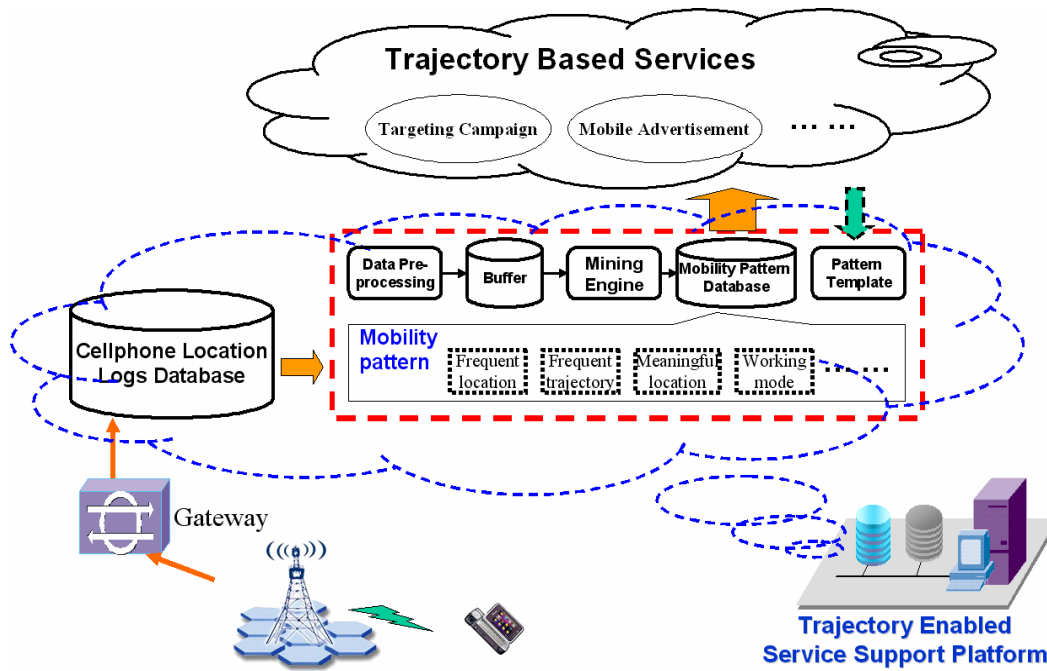 Trajectory Based Services
Targeting Campaign
Mobile Advertisement
... ...
Data Pre-
processing
Buffer
Mining
Engine
Mobility Pattern
Database
Pattern
Template
Cellphone Location
Logs Database
Mobility
pattern
Frequent
location
Frequent
trajectory
Meaningful
location
Working
mode
... ...
Gateway
Trajectory Enabled
Service Support Platform